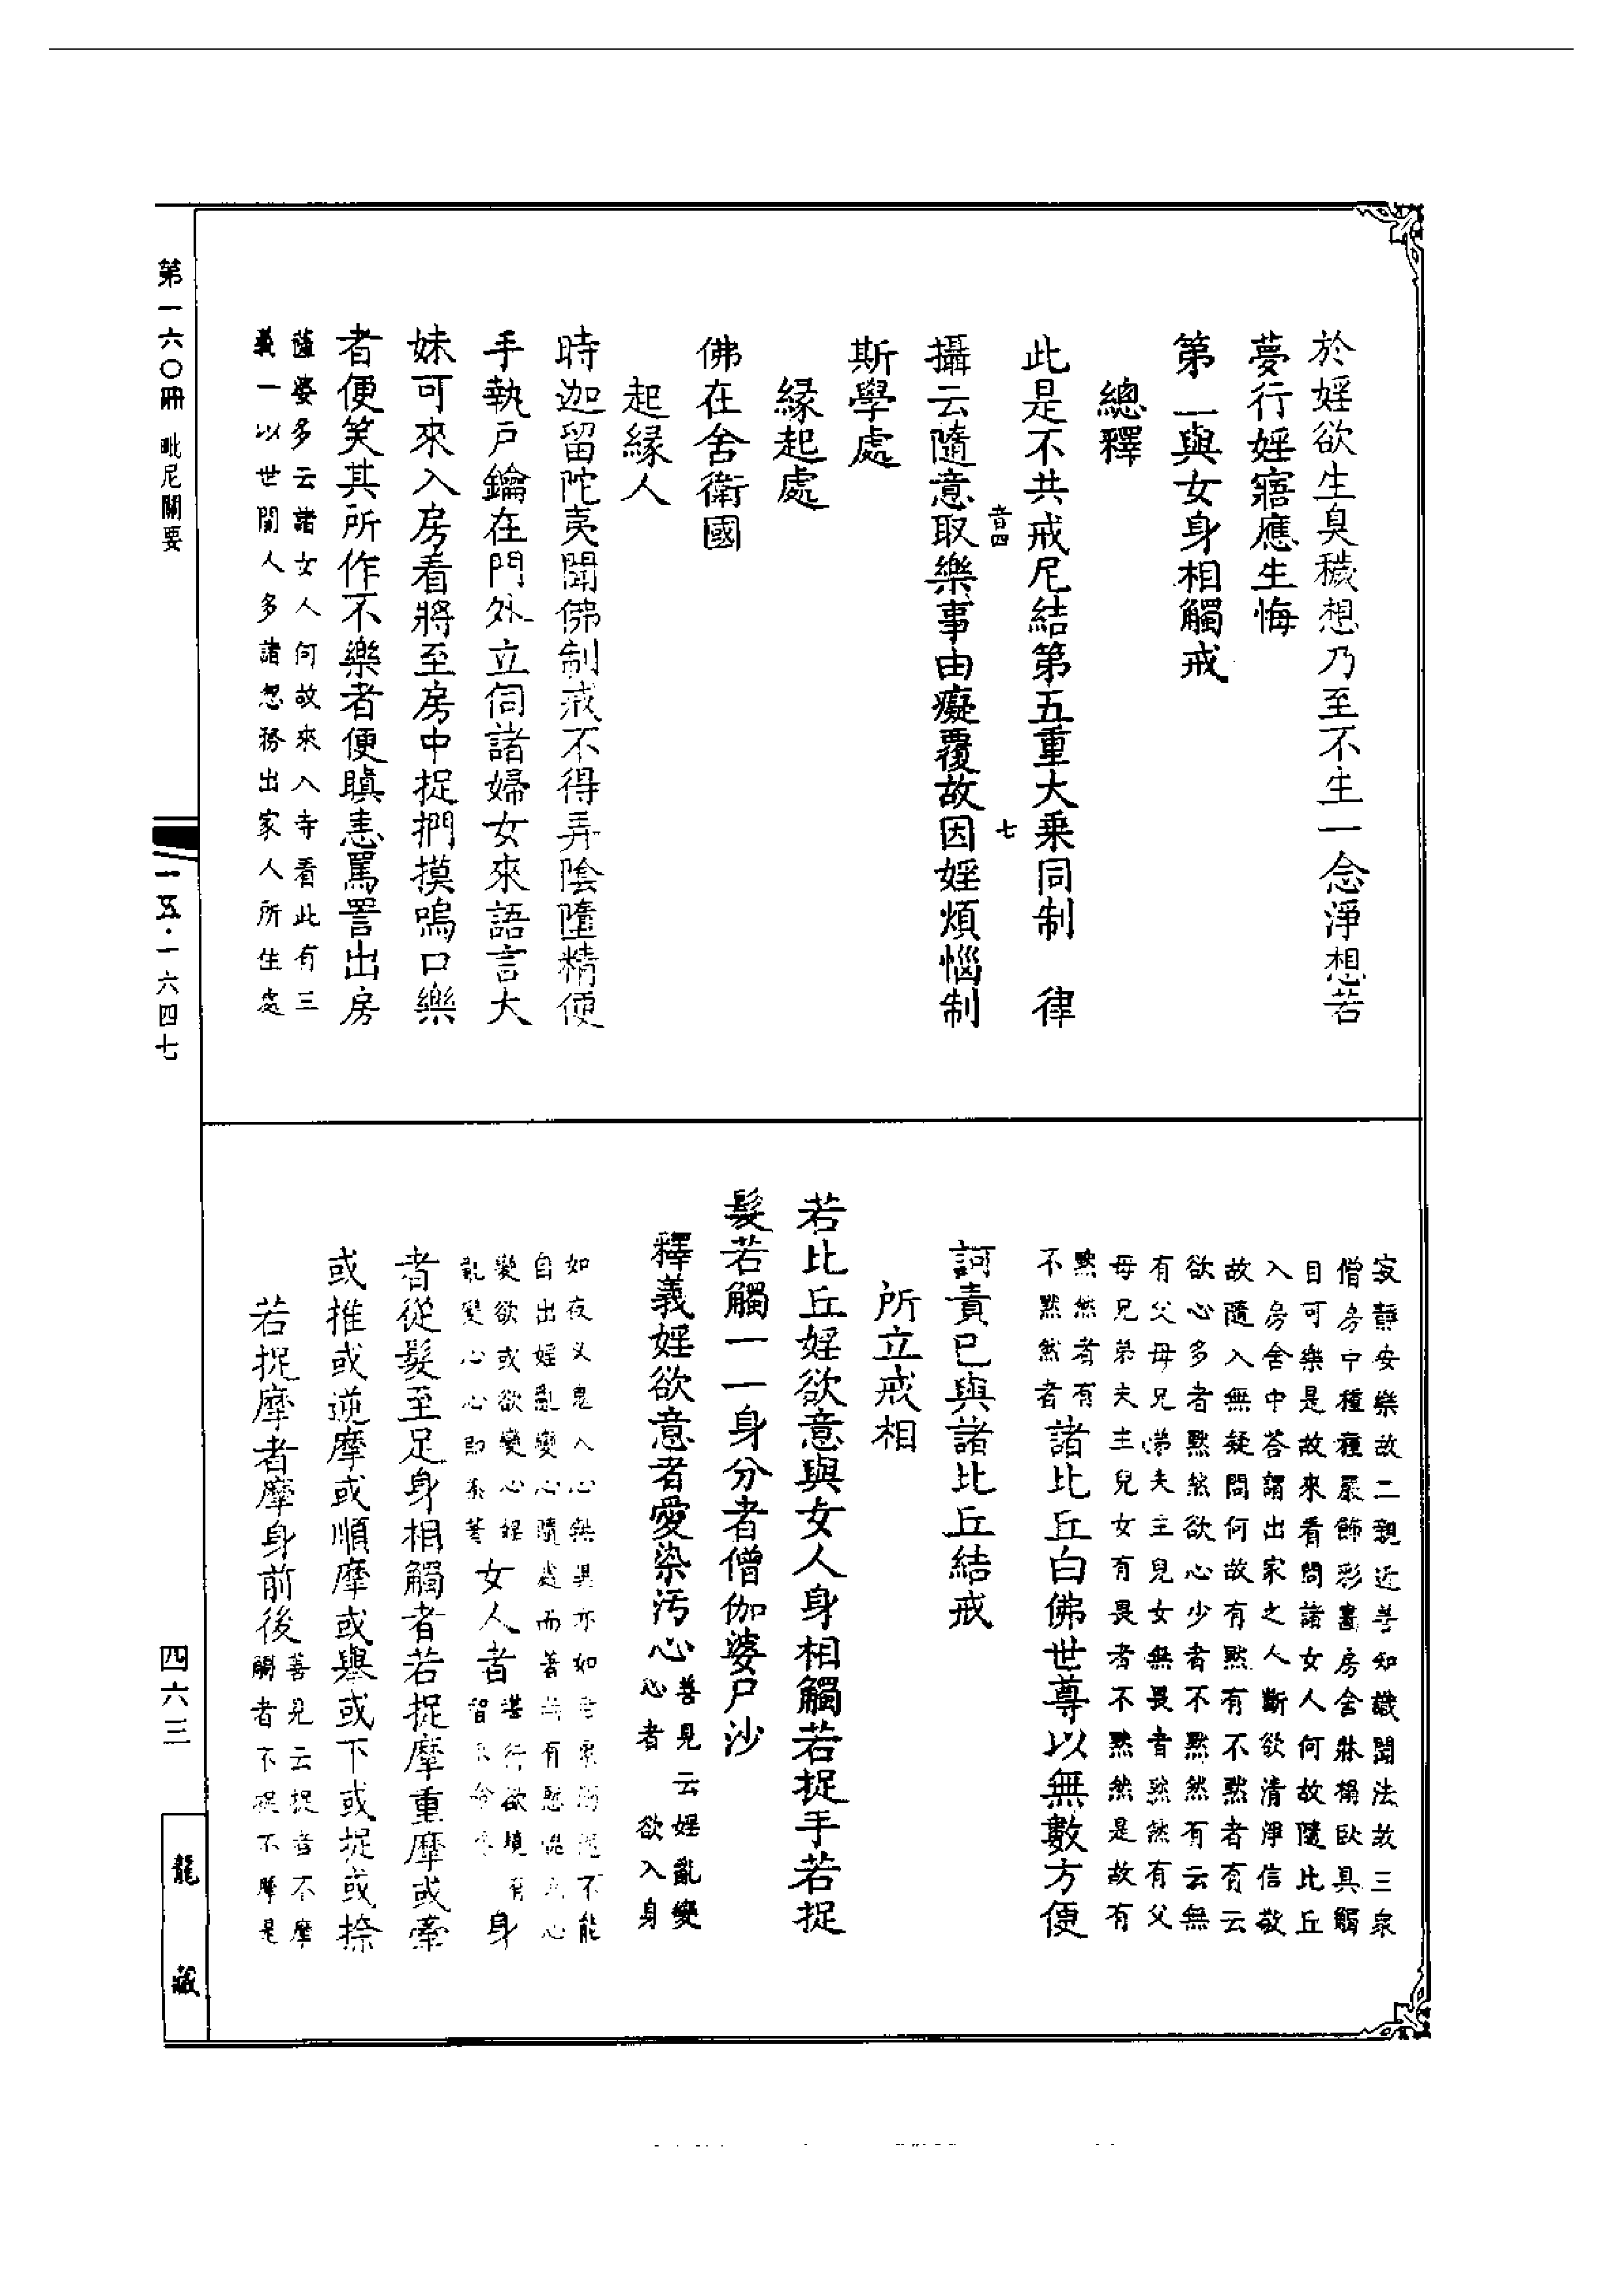 於婬欲生臭穢想乃至不生一念淨想若
夢行婬寤應生悔
第一與女身相觸戒
總釋
此是不共戒尼結第五重大乘同制　律
音四　七
攝云隨意取樂事由癡覆故因婬煩惱制
斯學處
緣起處
佛在舍衛國
起緣人
時迦留陀夷聞佛制戒不得弄陰墮精便
手執戶鑰在門外立伺諸婦女來語言大
妹可來入房看將至房中捉捫摸嗚口樂
者便笑其所作不樂者便瞋恚罵詈出房
薩婆多云諸女人何故來入寺看此有三
義一以世間人多諸怱務出家人所住處
寂靜安樂故二親近善知識聞法故三衆
僧房中種種嚴飾彩畫房舍牀榻臥具觸
目可樂是故來看問諸女人何故隨比丘
入房舍中答謂出家之人斷欲清淨信敬
故隨入無疑問何故有默有不默者有云
欲心多者默然欲心少者不默然有云無
有父母兄弟夫主兒女無畏者默然有父
母兄弟夫主兒女有畏者不默然是故有
默然者有
不默然者
諸比丘白佛世尊以無數方便
訶責已與諸比丘結戒
所立戒相
若比丘婬欲意與女人身相觸若捉手若捉
髮若觸一一身分者僧伽婆尸沙
釋義婬欲意者愛染污心
善見云婬亂變
心者　欲入身
如夜叉鬼入心無異亦如不能
自出婬亂變心隨處而著有慙愧心
變欲或欲變心婬
亂變心心即染著
女人者
堪行欲境有
智命
身
者從髮至足身相觸者若捉摩重摩或牽
或推或逆摩或順摩或舉或下或捉或捺
若捉摩者摩身前後
善見云捉者不摩
觸者不捉不摩是
第一六〇冊　毗尼關要
一五·一六四七
四六三
龍藏